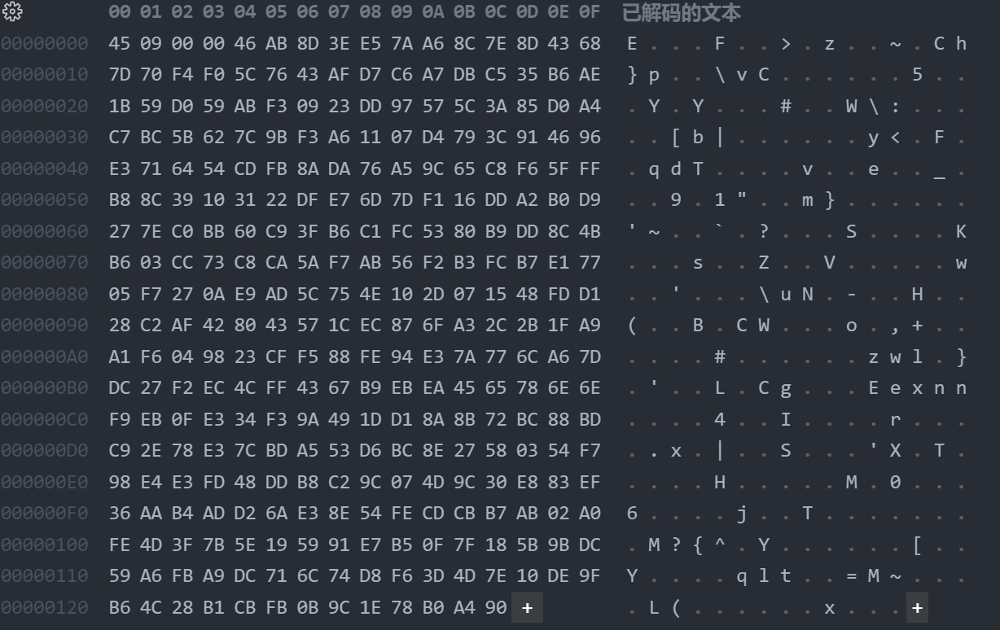 00 01 02 03 04 05 06 07 08 09 0A 0B 0C 0D 0E 0F 已解码的文本
00000000 45 09 00 00 46 AB 8D 3E E5 7A A6 8C 7E 8D 43 68 E . . . F . . > . z . . ~ . C h
00000010 7D 70 F4 F0 5C 76 43 AF D7 C6 A7 DB C5 35 B6 AE } p . . \ v C . . . . . . 5 . .
00000020 1B 59 D0 59 AB F3 09 23 DD 97 57 5C 3A 85 D0 A4 . Y . Y . . . # . . W \ : . . .
00000030 C7 BC 5B 62 7C 9B F3 A6 11 07 D4 79 3C 91 46 96 . . [ b | . . . . . . y < . F .
00000040 E3 71 64 54 CD FB 8A DA 76 A5 9C 65 C8 F6 5F FF . q d T . . . . v . . e . . _ .
00000050 B8 8C 39 10 31 22 DF E7 6D 7D F1 16 DD A2 B0 D9 . . 9 . 1 " . . m } . . . . . .
00000060 27 7E C0 BB 60 C9 3F B6 C1 FC 53 80 B9 DD 8C 4B ' ~ . . ` . ? . . . S . . . . K
00000070 B6 03 CC 73 C8 CA 5A F7 AB 56 F2 B3 FC B7 E1 77 . . . s . . Z . . V . . . . . w
00000080 05 F7 27 0A E9 AD 5C 75 4E 10 2D 07 15 48 FD D1 . . ' . . . \ u N . - . . H . .
00000090 28 C2 AF 42 80 43 57 1C EC 87 6F A3 2C 2B 1F A9 ( . . B . C W . . . o . , + . .
000000A0 A1 F6 04 98 23 CF F5 88 FE 94 E3 7A 77 6C A6 7D . . . . # . . . . . . z w l . }
000000B0 DC 27 F2 EC 4C FF 43 67 B9 EB EA 45 65 78 6E 6E . ' . . L . C g . . . E e x n n
000000C0 F9 EB 0F E3 34 F3 9A 49 1D D1 8A 8B 72 BC 88 BD . . . . 4 . . I . . . . r . . .
000000D0 C9 2E 78 E3 7C BD A5 53 D6 BC 8E 27 58 03 54 F7 . . x . | . . S . . . ' X . T .
000000E0 98 E4 E3 FD 48 DD B8 C2 9C 07 4D 9C 30 E8 83 EF . . . . H . . . . . M . 0 . . .
000000F0 36 AA B4 AD D2 6A E3 8E 54 FE CD CB B7 AB 02 A0 6 . . . . j . . T . . . . . . .
00000100 FE 4D 3F 7B 5E 19 59 91 E7 B5 0F 7F 18 5B 9B DC . M ? { ^ . Y . . . . . . [ . .
00000110 59 A6 FB A9 DC 71 6C 74 D8 F6 3D 4D 7E 10 DE 9F Y . . . . q l t . . = M ~ . . .
00000120 B6 4C 28 B1 CB FB 0B 9C 1E 78 B0 A4 90 + . L ( . . . . . . x . . . +